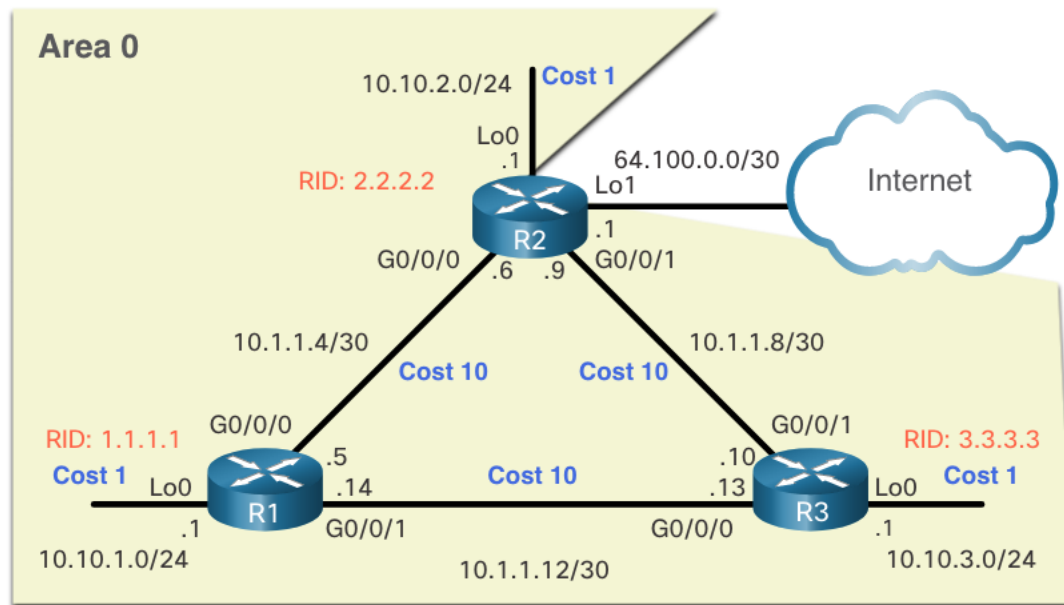 Area 0
10.10.2.0/24
Cost 1
Lo0
.1
64.100.0.0/30
Internet
RID: 2.2.2.2
Lo1
R2
.1
G0/0/0
.6
.9
G0/0/1
10.1.1.4/30
10.1.1.8/30
Cost 10
Cost 10
RID: 1.1.1.1
G0/0/0
G0/0/1
RID: 3.3.3.3
Cost 1
Lo0
.5
Cost 10
.10
Cost 1
.14
.13
Lo0
R1
R3
.1
G0/0/1
G0/0/0
.1
10.10.1.0/24
10.1.1.12/30
10.10.3.0/24